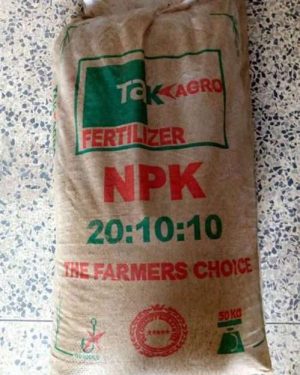 TAK AGRO
FERTILIZER
NPK
20:10:10
THE FARMERS CHOICE
50KG